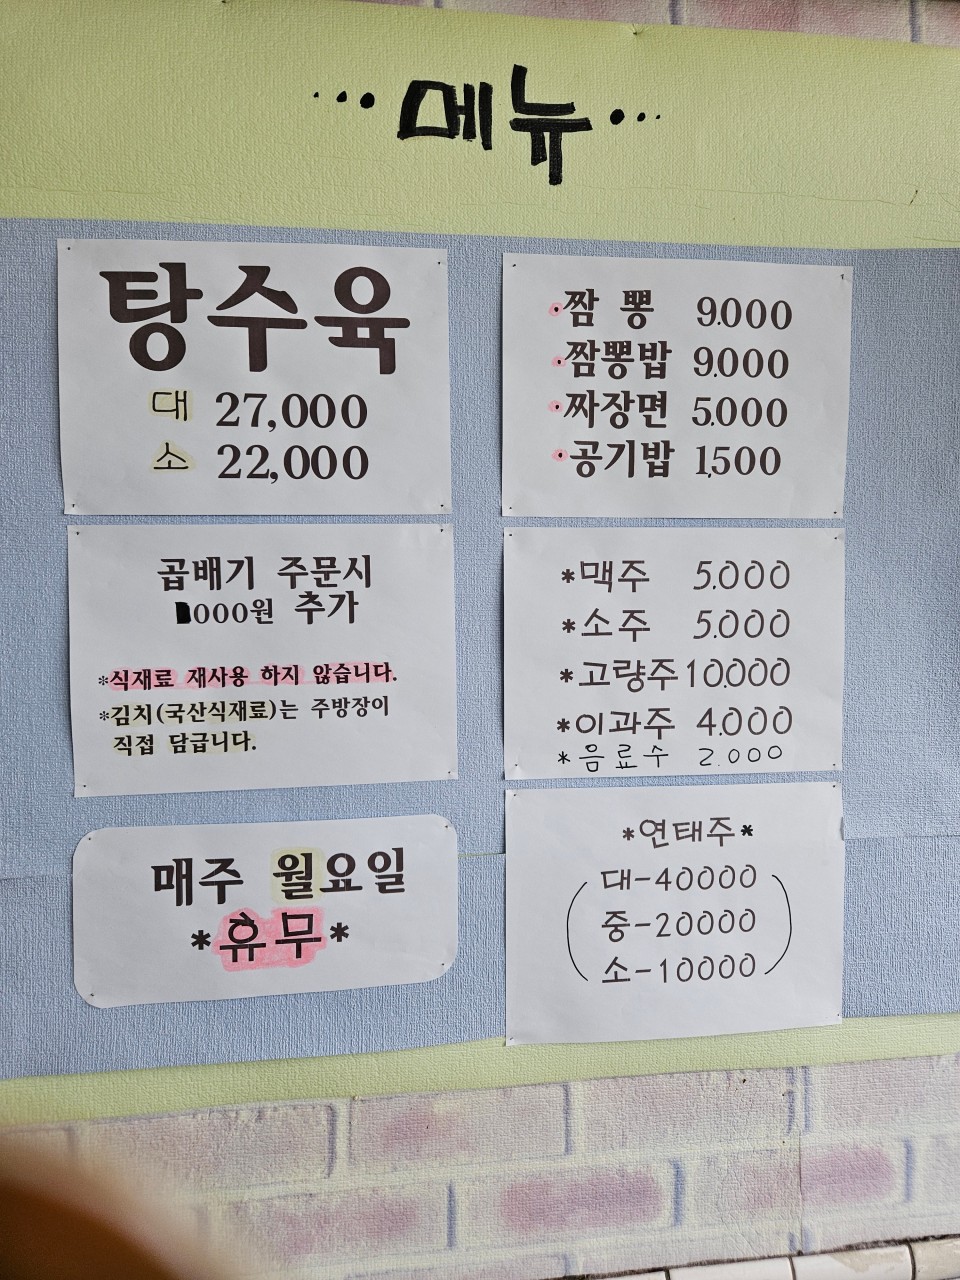 ···메뉴···
탕수육
대 27,000
소 22,000
곱배기 주문시
000원 추가
*식재료 재사용 하지 않습니다.
*김치(국산식재료)는 주방장이
직접 담급니다.
매주 월요일
*휴무*
·짬뽕 9.000
·짬뽕밥 9.000
·짜장면 5.000
·공기밥 1,500
*맥주 5.000
*소주 5.000
*고량주 10.000
*이과주 4.000
*음료수 2.000
*연태주*
대-40000
중-20000
소-10000